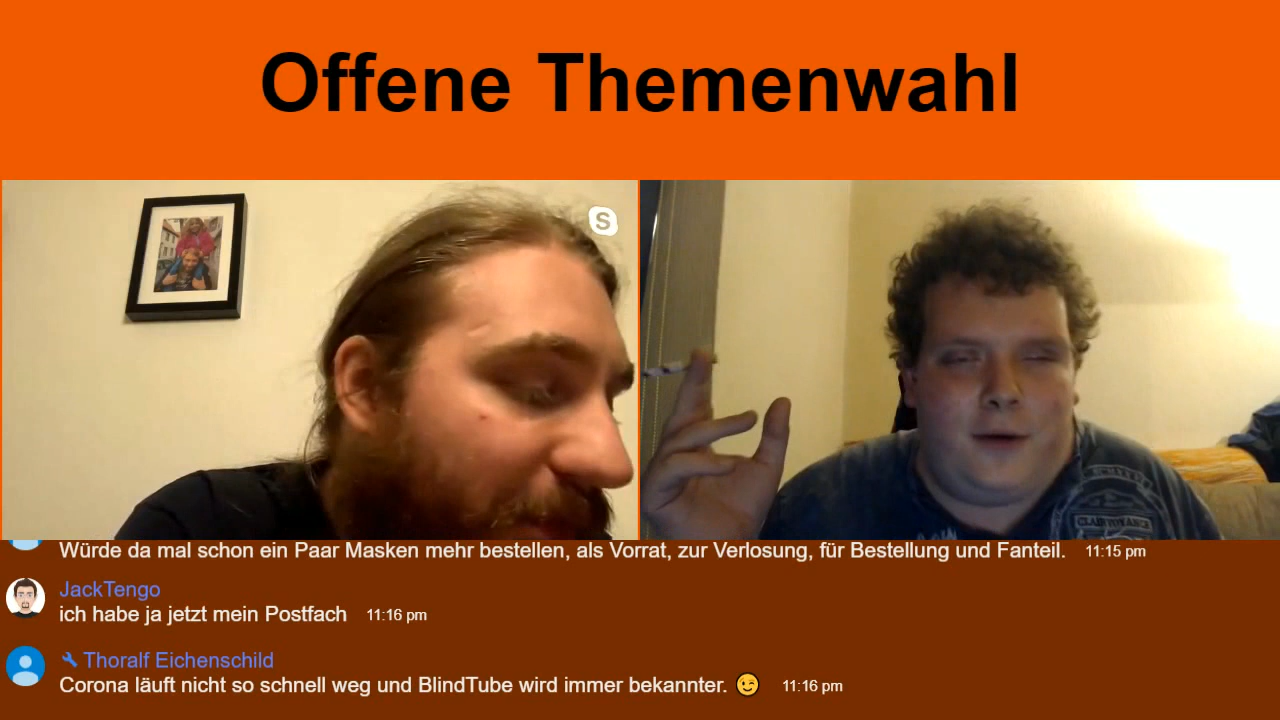 Offene Themenwahl
S
CLAIRVOYANCE
Würde da mal schon ein Paar Masken mehr bestellen, als Vorrat, zur Verlosung, für Bestellung und Fanteil. 11:15 pm
JackTengo
ich habe ja jetzt mein Postfach 11:16 pm
Thoralf Eichenschild
Corona läuft nicht so schnell weg und BlindTube wird immer bekannter. 😉 11:16 pm